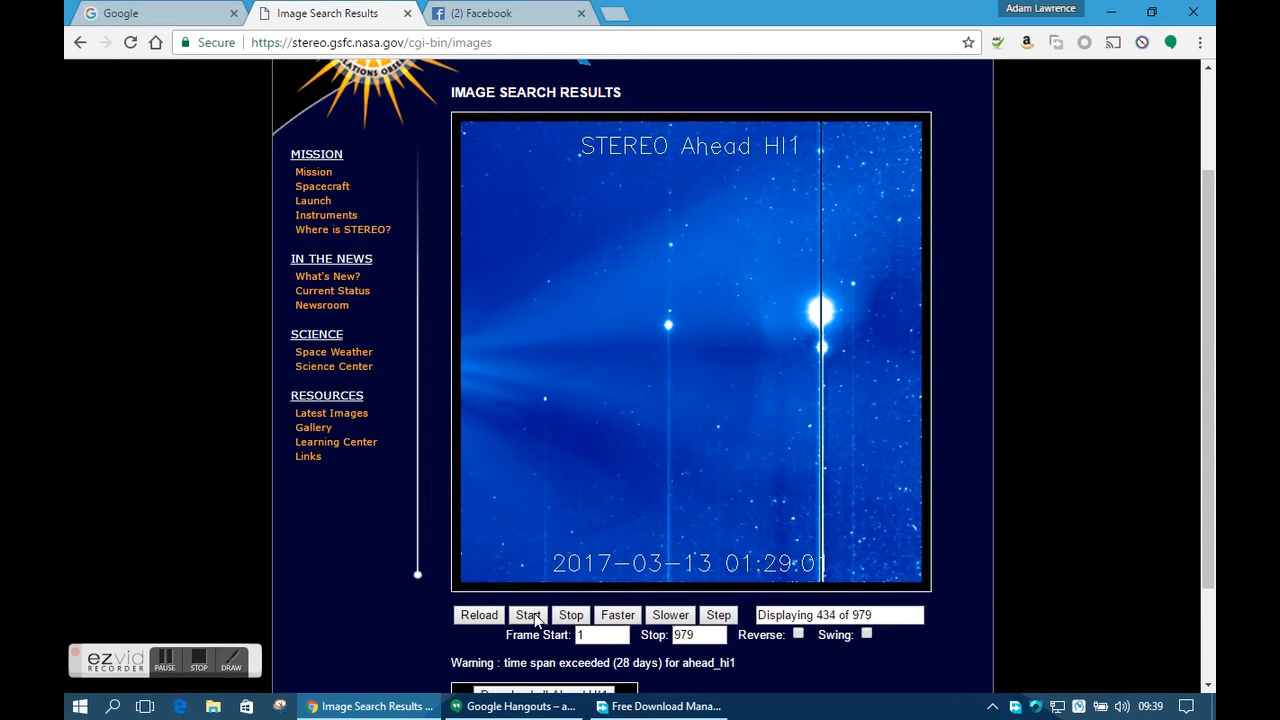 Adam Lawrence
Google
Image Search Results
(2) Facebook
Secure
https://stereo.gsfc.nasa.gov/cgi-bin/images
IMAGE SEARCH RESULTS
STEREO Ahead HI1
MISSION
Mission
Spacecraft
Launch
Instruments
Where is STEREO?
IN THE NEWS
What's New?
Current Status
Newsroom
SCIENCE
Space Weather
Science Center
RESOURCES
Latest Images
Gallery
Learning Center
Links
2017-03-13 01:29:01
Reload Start Stop Faster Slower Step Displaying 434 of 979
Frame Start: 1 Stop: 979 Reverse: Swing:
Warning : time span exceeded (28 days) for ahead_hi1
ezvid
RECORDER
PAUSE STOP DRAW
Image Search Results ...
Google Hangouts – a...
Free Download Mana...
09:39